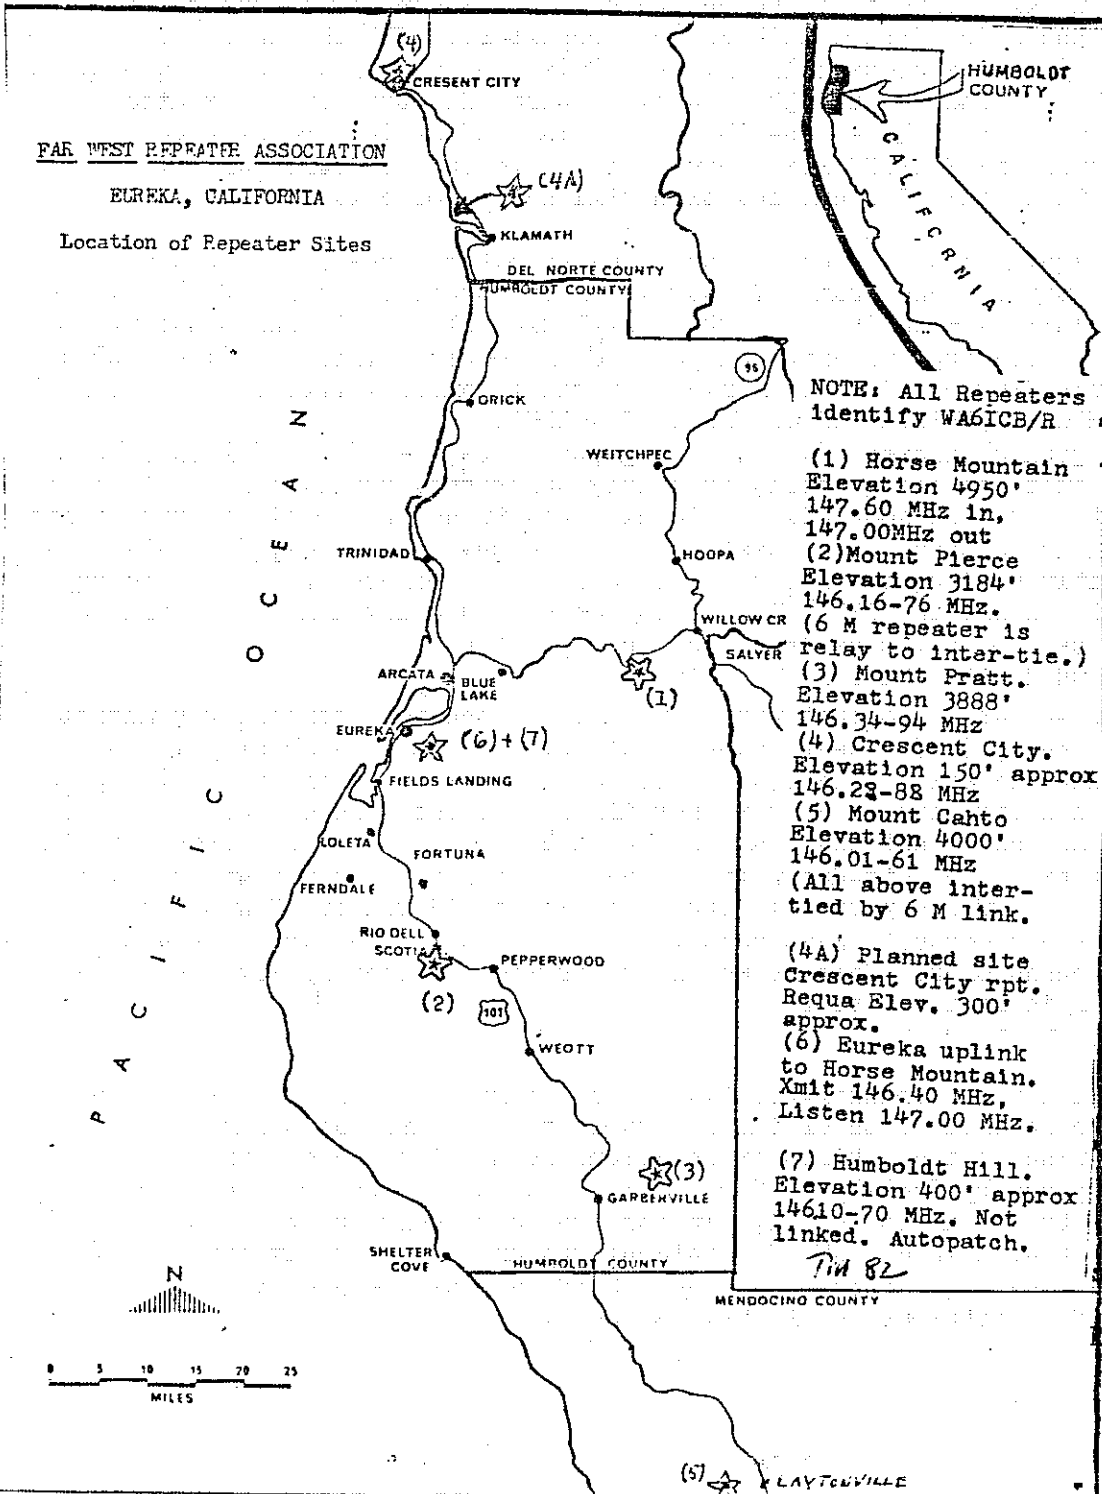 (4)
CRESENT CITY
HUMBOLDT
COUNTY
CALIFORNIA
FAR WEST REPEATER ASSOCIATION
EUREKA, CALIFORNIA
Location of Repeater Sites
(4A)
KLAMATH
DEL NORTE COUNTY
HUMBOLDT COUNTY
ORICK
WEITCHPEC
HOOPA
TRINIDAD
WILLOW CR
SALYER
ARCATA
BLUE
LAKE
(1)
EUREKA
(6) + (7)
FIELDS LANDING
LOLETA
FORTUNA
FERNDALE
RIO DELL
SCOTIA
PEPPERWOOD
(2)
101
WEOTT
(3)
GARBERVILLE
SHELTER
COVE
HUMBOLDT COUNTY
MENDOCINO COUNTY
(5)
LAYTONVILLE
PACIFIC OCEAN
N
0 5 10 15 20 25
MILES
NOTE: All Repeaters
identify WA6ICB/R
(1) Horse Mountain
Elevation 4950'
147.60 MHz in,
147.00MHz out
(2)Mount Pierce
Elevation 3184'
146.16-76 MHz.
(6 M repeater is
relay to inter-tie.)
(3) Mount Pratt.
Elevation 3888'
146.34-94 MHz
(4) Crescent City.
Elevation 150' approx
146.28-88 MHz
(5) Mount Cahto
Elevation 4000'
146.01-61 MHz
(All above inter-
tied by 6 M link.
(4A) Planned site
Crescent City rpt.
Requa Elev. 300'
approx.
(6) Eureka uplink
to Horse Mountain.
Xmit 146.40 MHz,
Listen 147.00 MHz.
(7) Humboldt Hill.
Elevation 400' approx
14610-70 MHz. Not
linked. Autopatch.
82